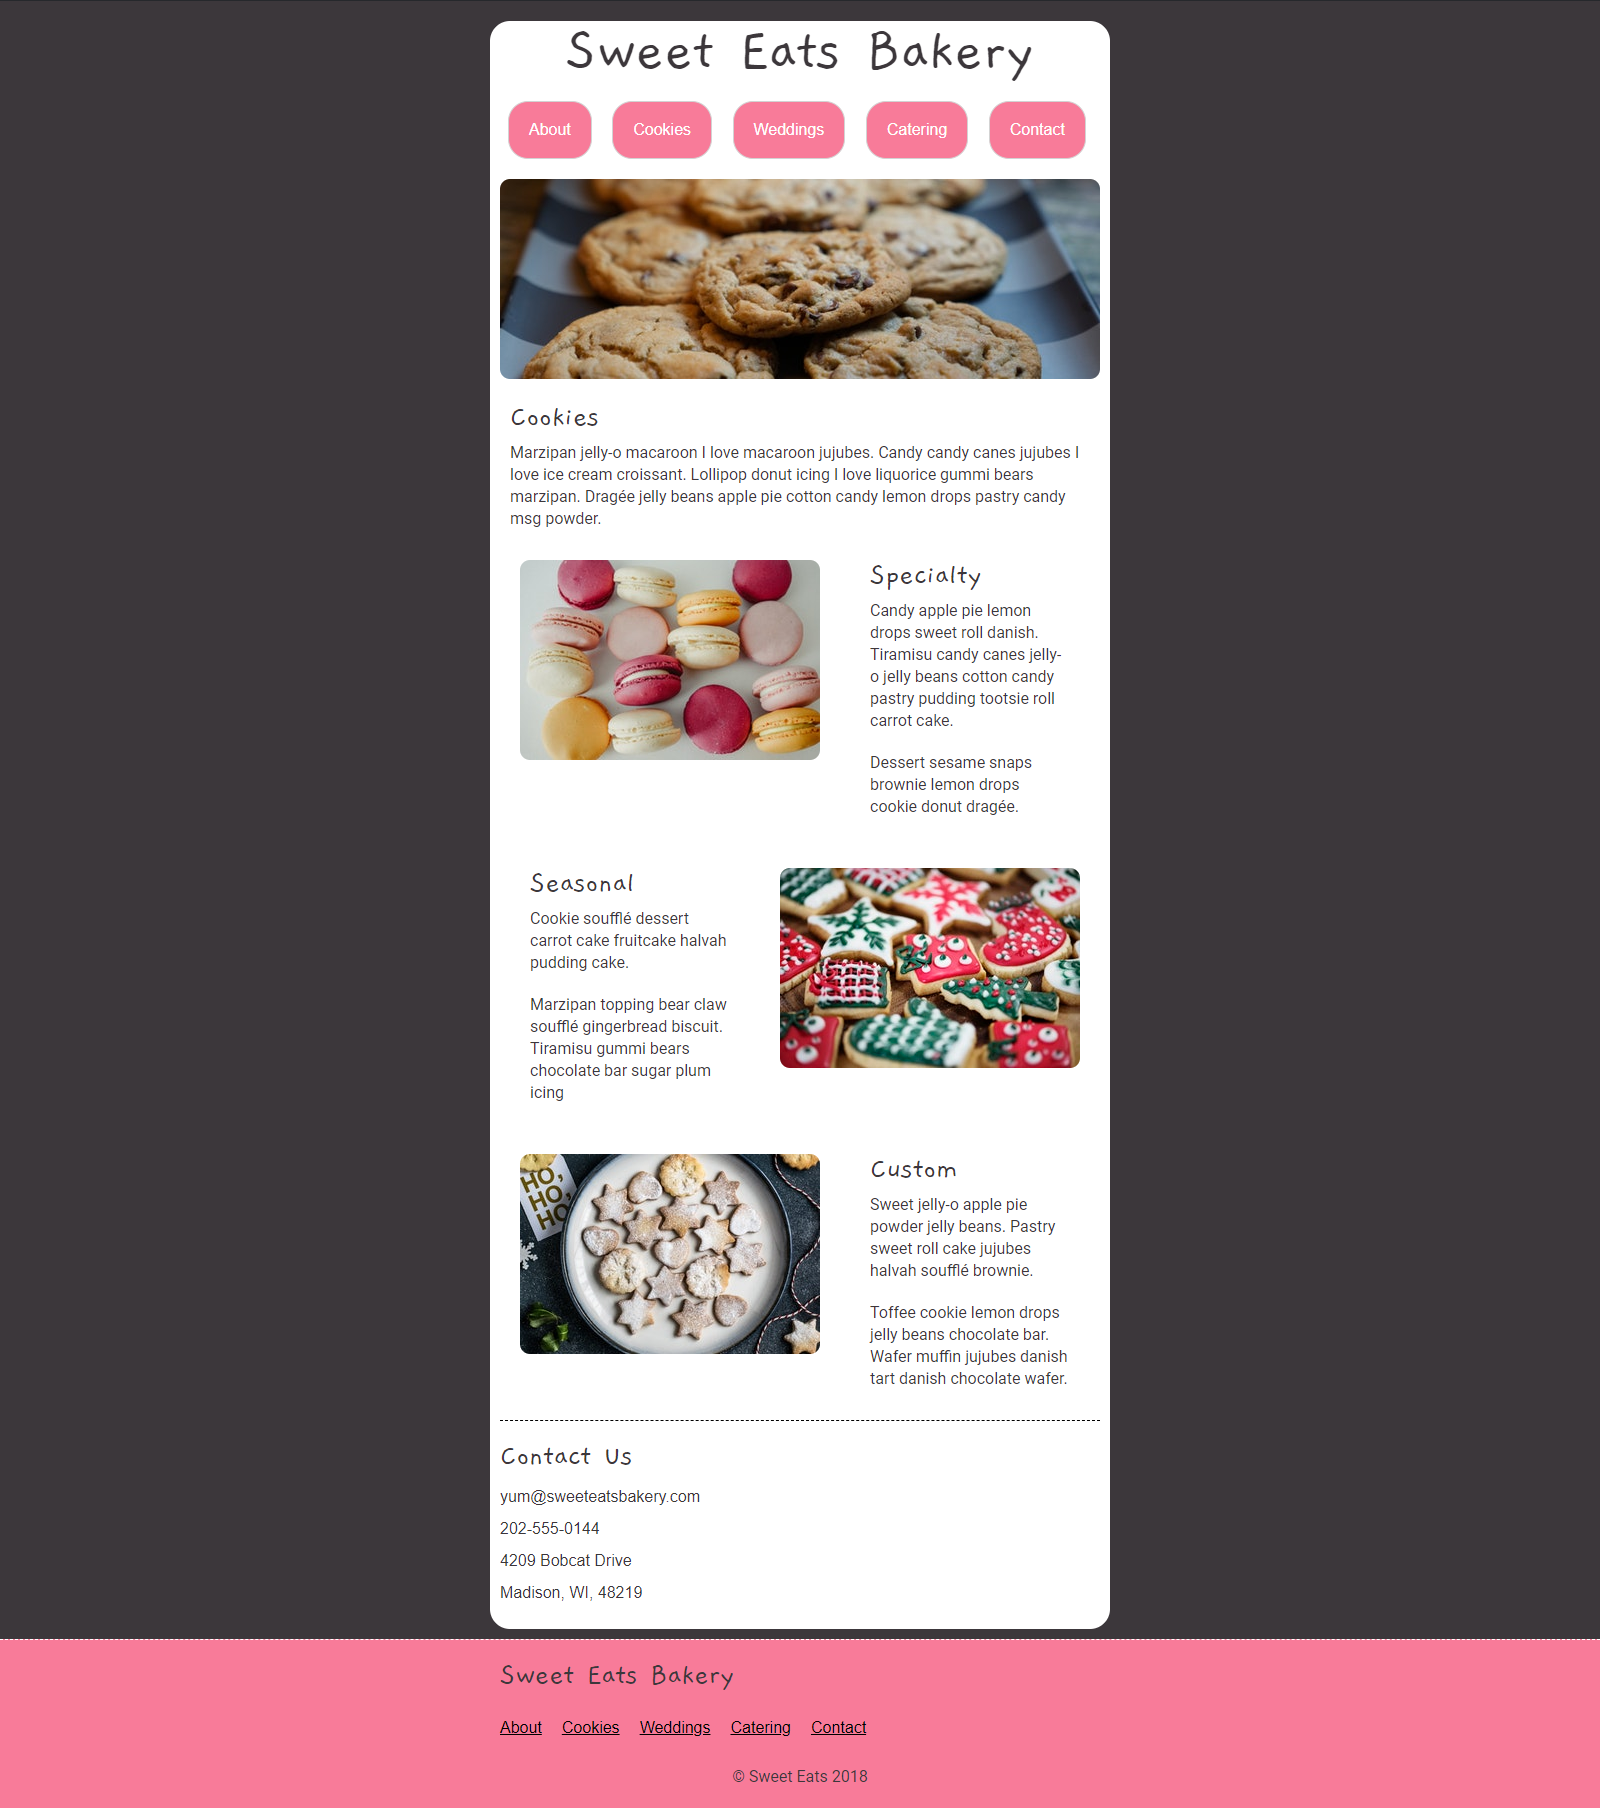 Sweet Eats Bakery
About Cookies Weddings Catering Contact
Cookies
Marzipan jelly-o macaroon I love macaroon jujubes. Candy candy canes jujubes I
love ice cream croissant. Lollipop donut icing I love liquorice gummi bears
marzipan. Dragée jelly beans apple pie cotton candy lemon drops pastry candy
msg powder.
Specialty
Candy apple pie lemon
drops sweet roll danish.
Tiramisu candy canes jelly-
o jelly beans cotton candy
pastry pudding tootsie roll
carrot cake.
Dessert sesame snaps
brownie lemon drops
cookie donut dragée.
Seasonal
Cookie soufflé dessert
carrot cake fruitcake halvah
pudding cake.
Marzipan topping bear claw
soufflé gingerbread biscuit.
Tiramisu gummi bears
chocolate bar sugar plum
icing
HO,
HO,
HO
Custom
Sweet jelly-o apple pie
powder jelly beans. Pastry
sweet roll cake jujubes
halvah soufflé brownie.
Toffee cookie lemon drops
jelly beans chocolate bar.
Wafer muffin jujubes danish
tart danish chocolate wafer.
Contact Us
yum@sweeteatsbakery.com
202-555-0144
4209 Bobcat Drive
Madison, WI, 48219
Sweet Eats Bakery
About Cookies Weddings Catering Contact
© Sweet Eats 2018